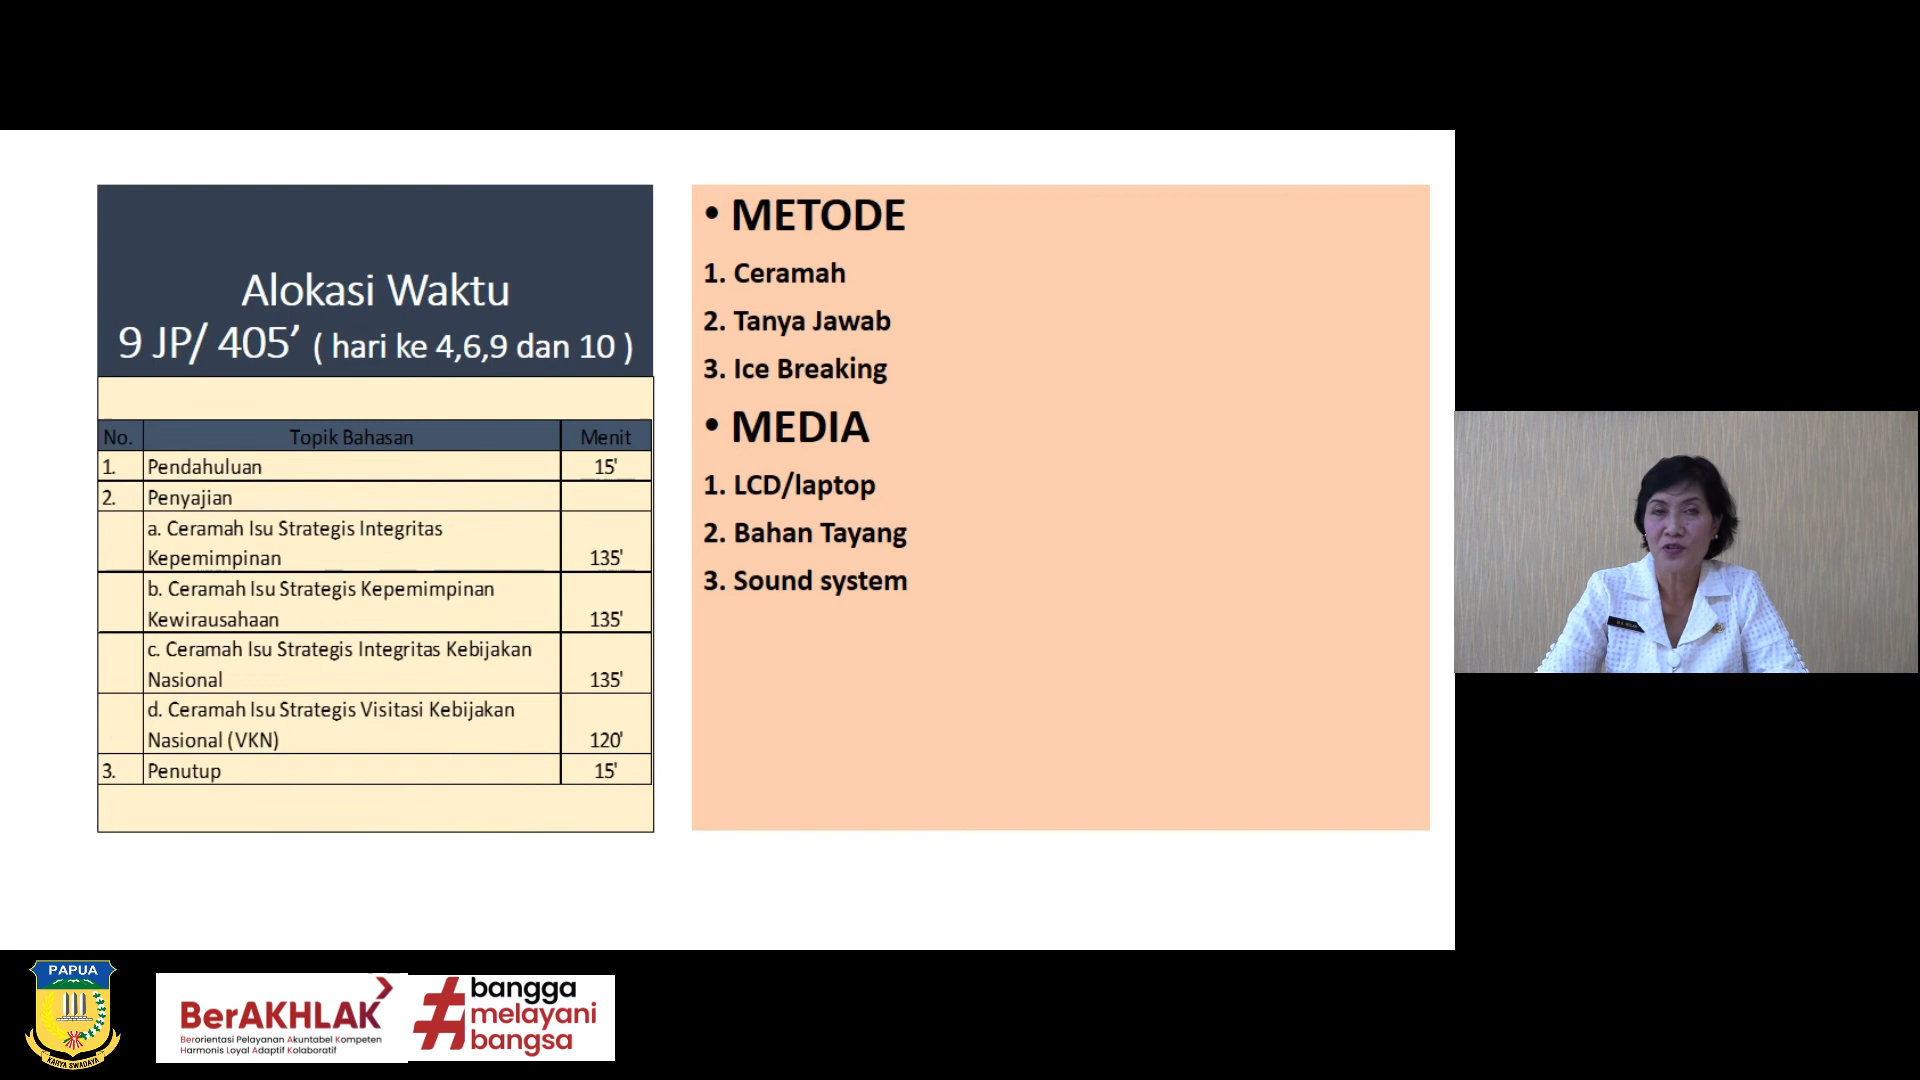 Alokasi Waktu
9 JP/ 405’ ( hari ke 4,6,9 dan 10 )
No. Topik Bahasan Menit
1. Pendahuluan 15'
2. Penyajian
a. Ceramah Isu Strategis Integritas
Kepemimpinan 135'
b. Ceramah Isu Strategis Kepemimpinan
Kewirausahaan 135'
c. Ceramah Isu Strategis Integritas Kebijakan
Nasional 135'
d. Ceramah Isu Strategis Visitasi Kebijakan
Nasional (VKN) 120'
3. Penutup 15'
• METODE
1. Ceramah
2. Tanya Jawab
3. Ice Breaking
• MEDIA
1. LCD/laptop
2. Bahan Tayang
3. Sound system
PAPUA
KARYA SWADAYA
BerAKHLAK
Berorientasi Pelayanan Akuntabel Kompeten
Harmonis Loyal Adaptif Kolaboratif
#bangga
melayani
bangsa